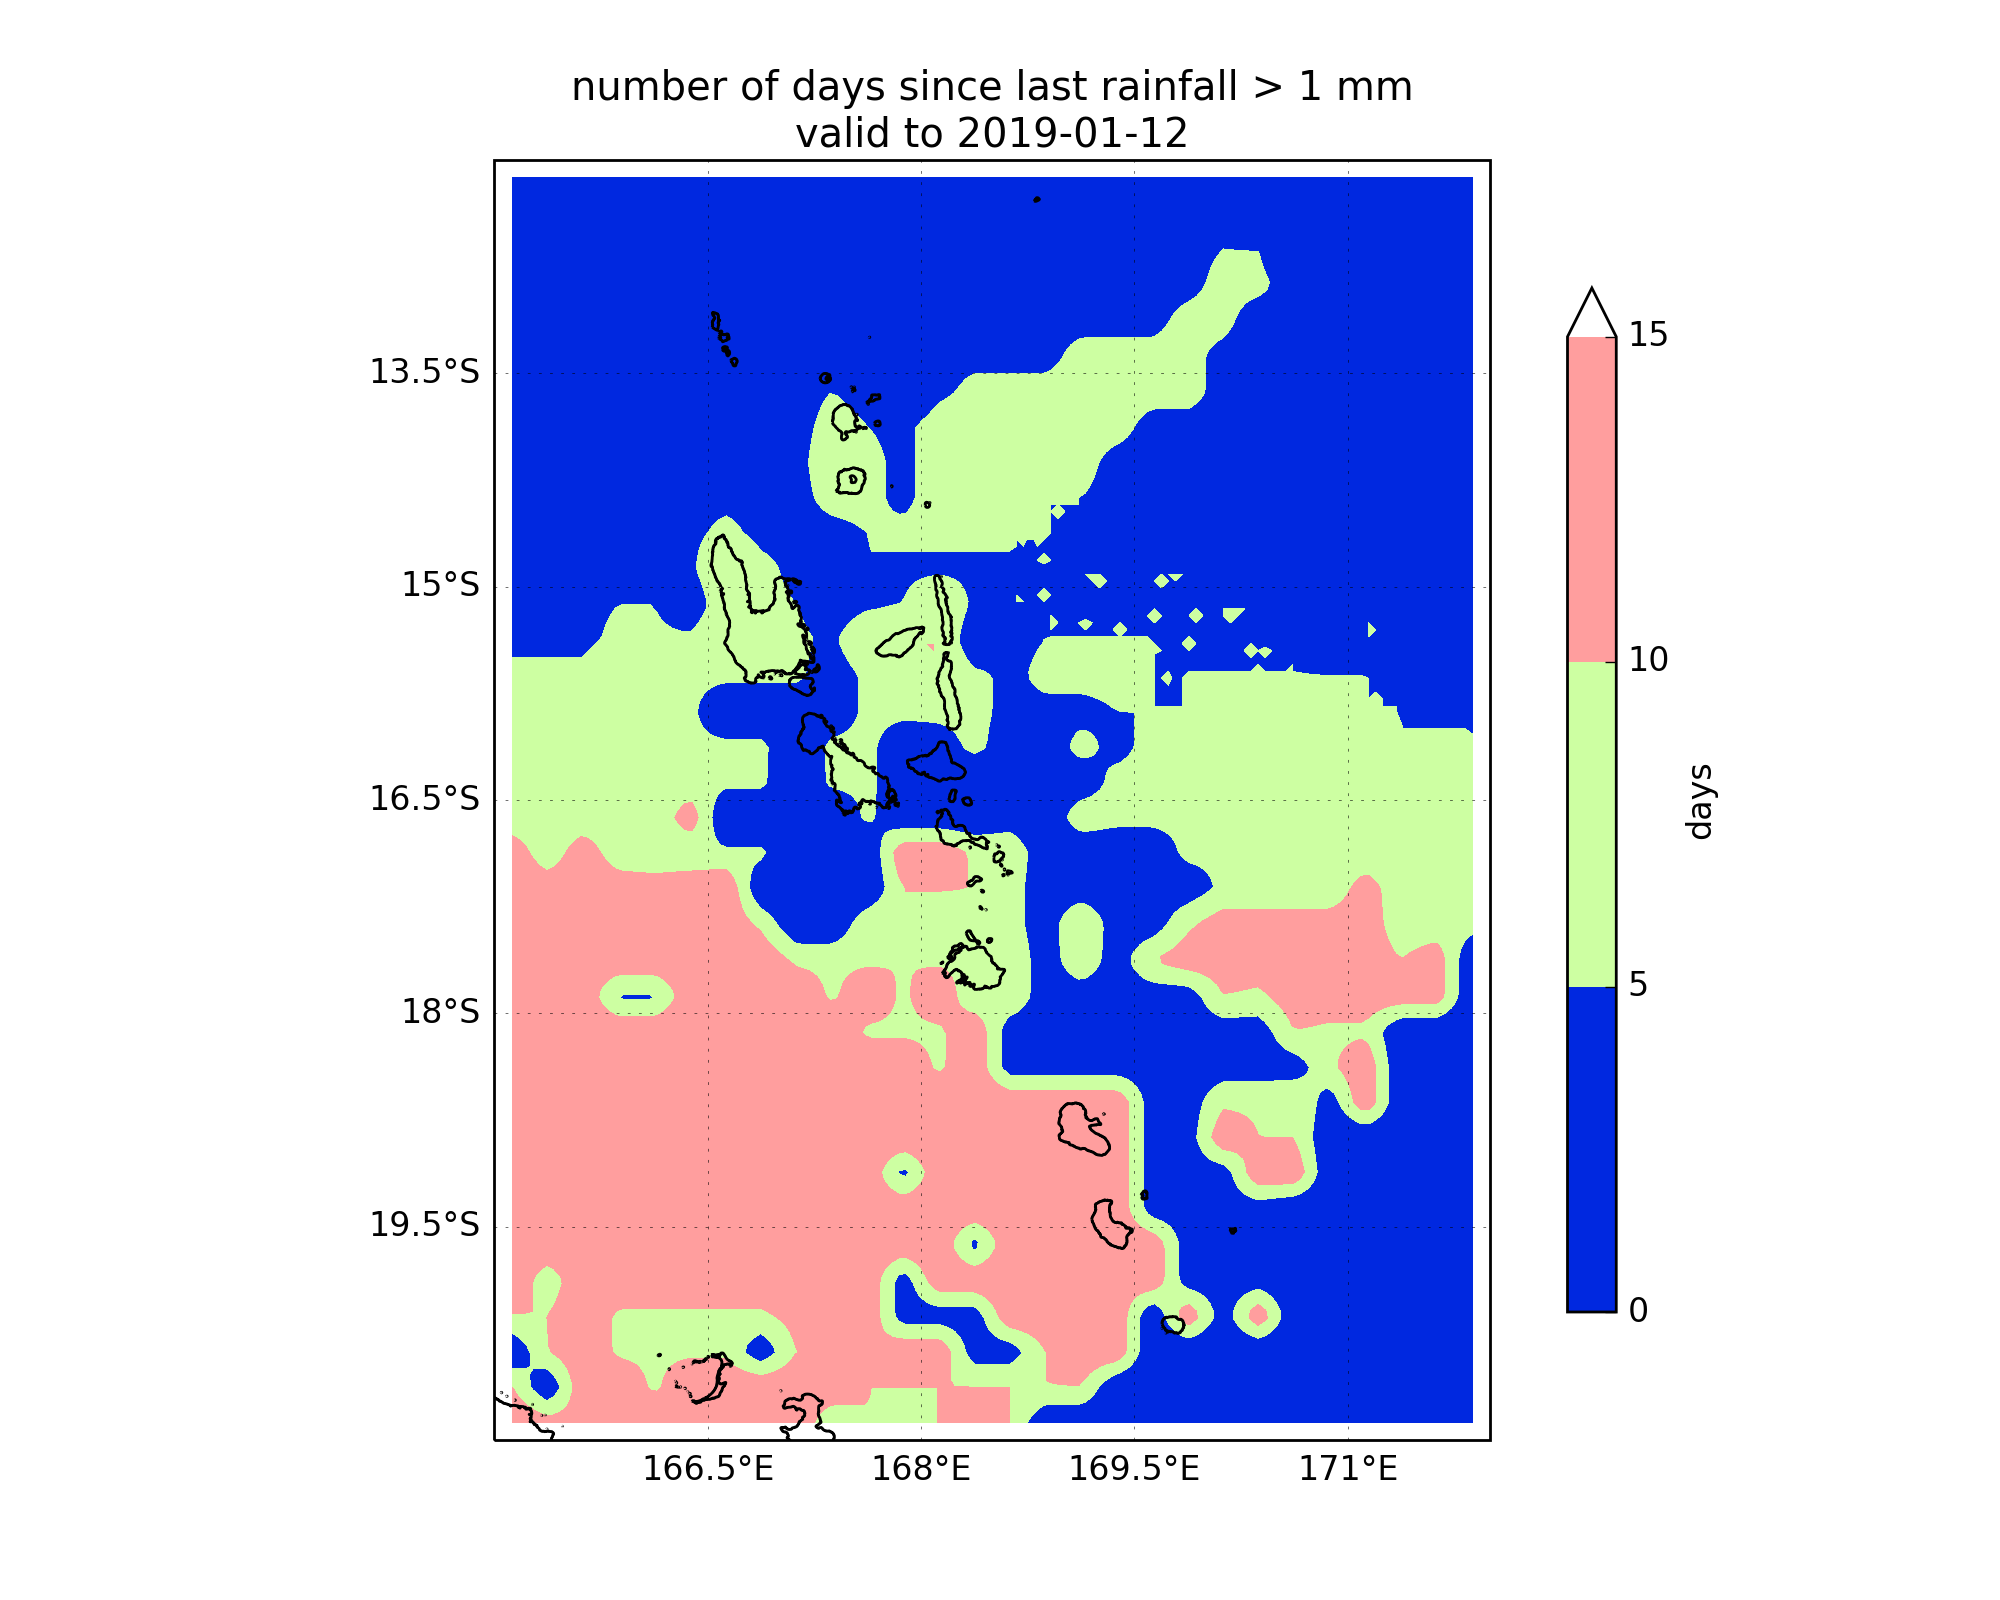 number of days since last rainfall > 1 mm
valid to 2019-01-12
13.5°S
15°S
16.5°S
18°S
19.5°S
166.5°E
168°E
169.5°E
171°E
15
10
5
0
days